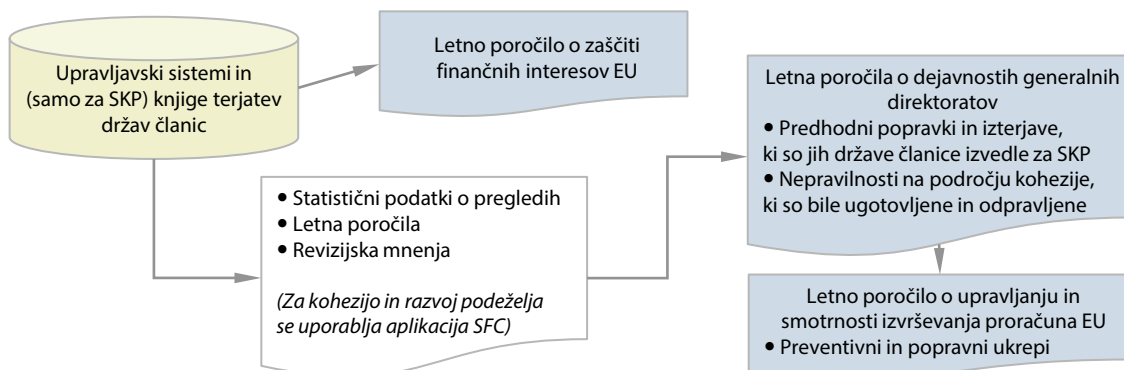 Upravljavski sistemi in
(samo za SKP) knjige terjatev
držav članic
Letno poročilo o zaščiti
finančnih interesov EU
• Statistični podatki o pregledih
• Letna poročila
• Revizijska mnenja
(Za kohezijo in razvoj podeželja
se uporablja aplikacija SFC)
Letna poročila o dejavnostih generalnih
direktoratov
• Predhodni popravki in izterjave,
ki so jih države članice izvedle za SKP
• Nepravilnosti na področju kohezije,
ki so bile ugotovljene in odpravljene
Letno poročilo o upravljanju in
smotrnosti izvrševanja proračuna EU
• Preventivni in popravni ukrepi